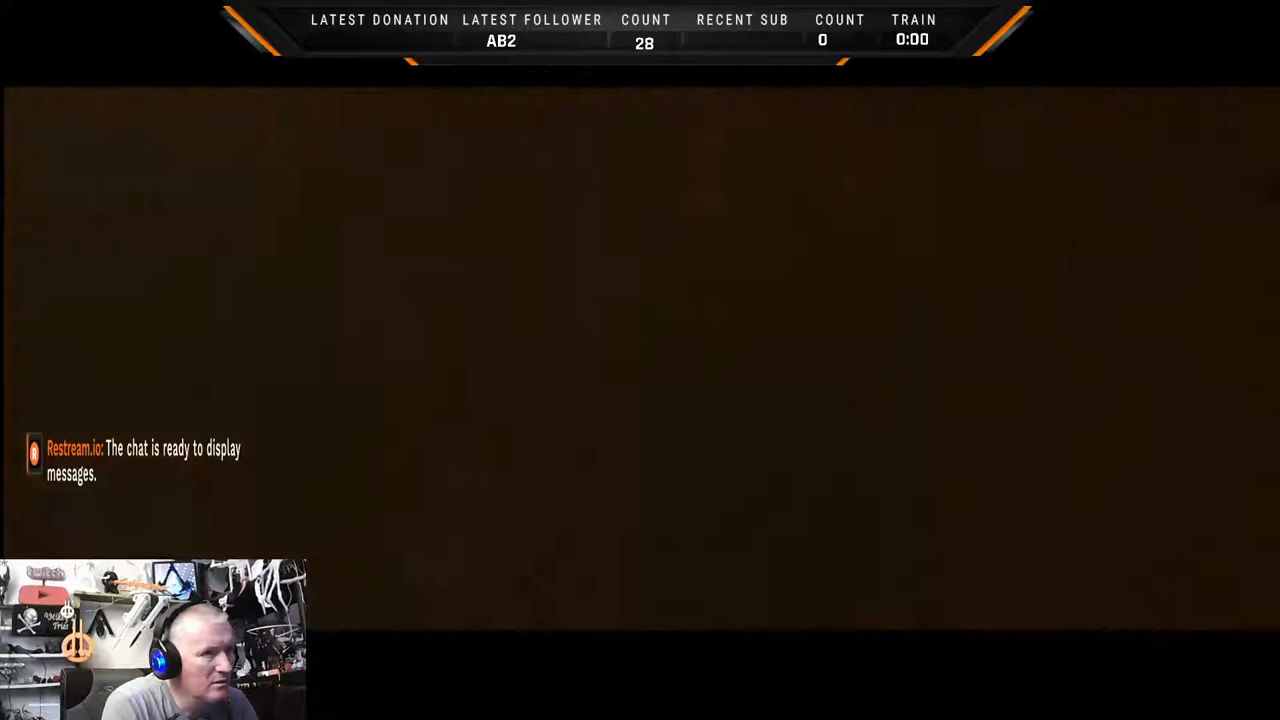 LATEST DONATION LATEST FOLLOWER COUNT RECENT SUB COUNT TRAIN
AB2 28 0 0:00
Restream.io: The chat is ready to display
messages.
twitch